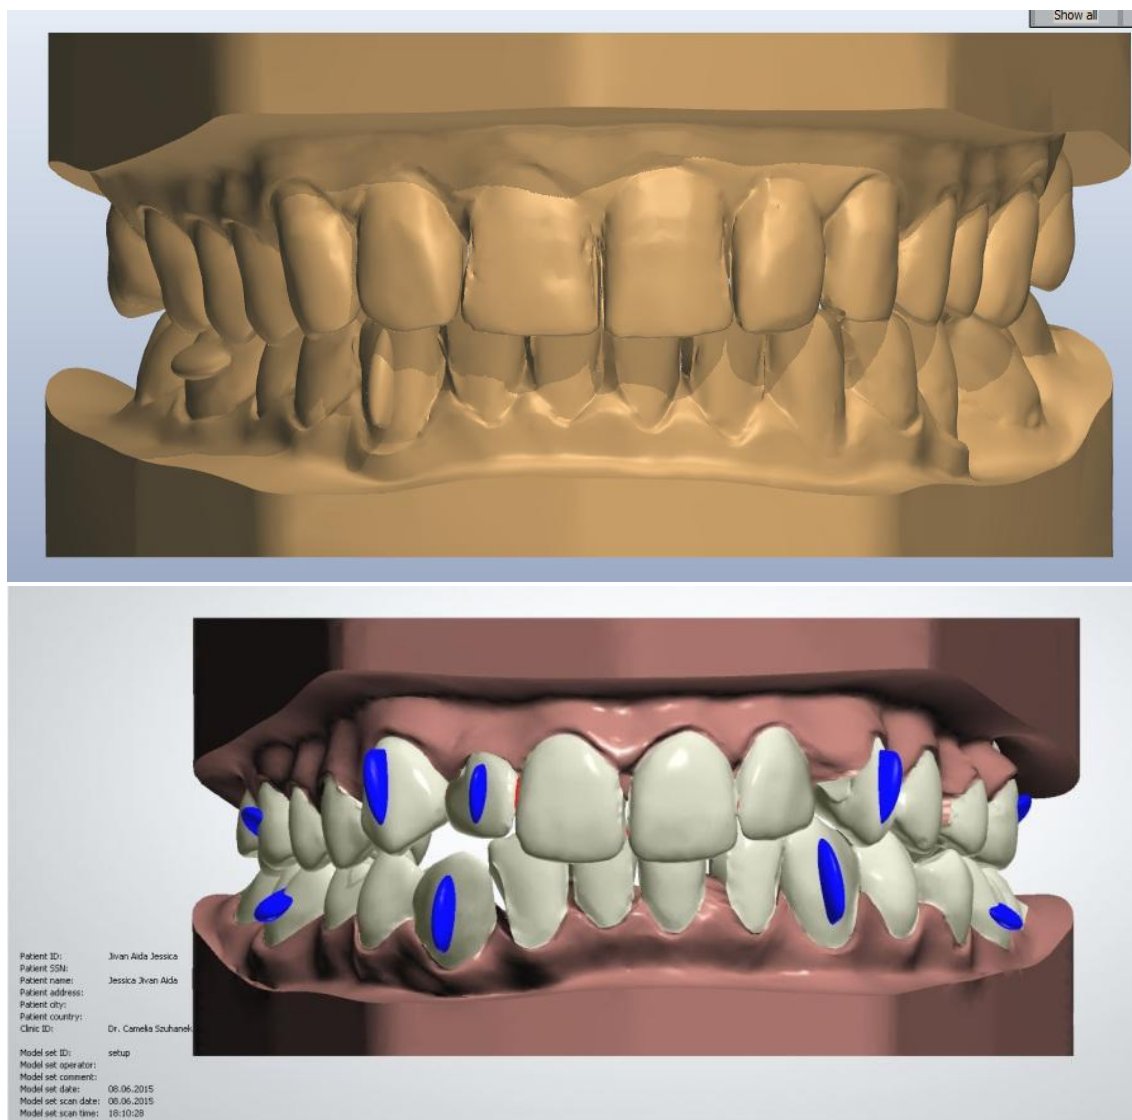 Show all
Patient ID: Jivan Aida Jessica
Patient SSN:
Patient name: Jessica Jivan Aida
Patient address:
Patient city:
Patient country:
Clinic ID: Dr. Camelia Szuhanek
Model set ID: setup
Model set operator:
Model set comment:
Model set date: 08.06.2015
Model set scan date: 08.06.2015
Model set scan time: 18:10:28